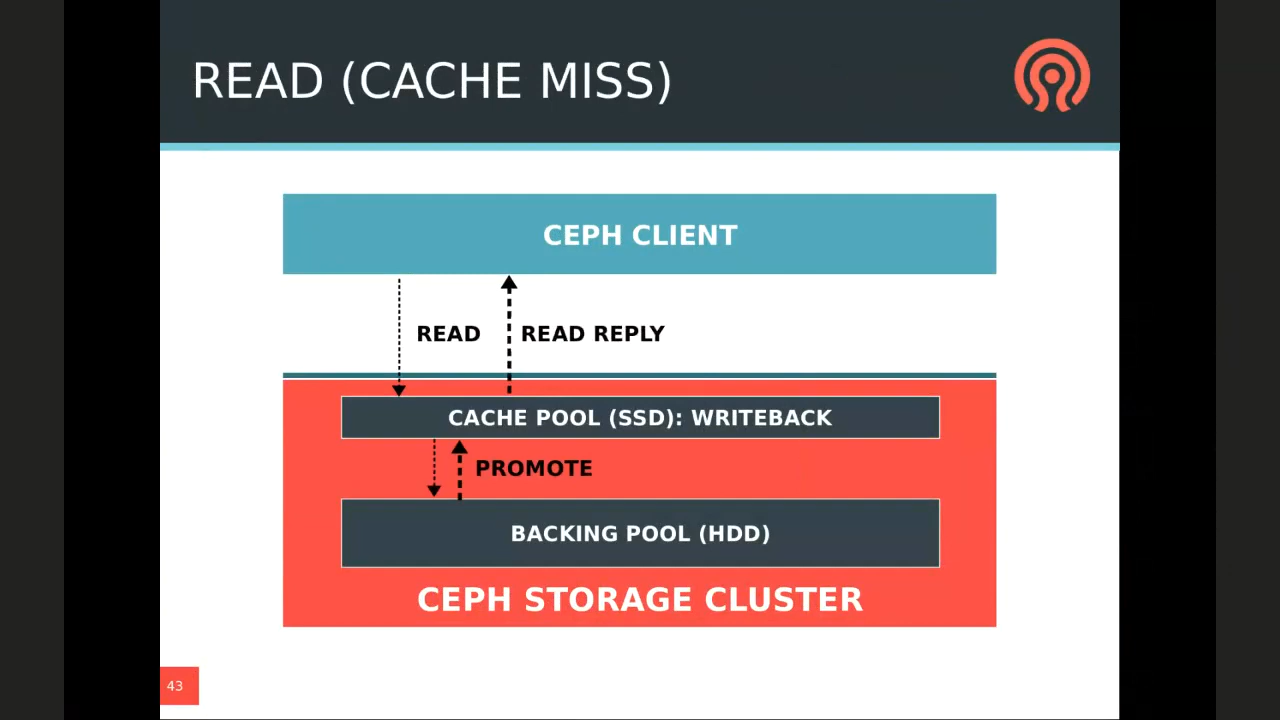 READ (CACHE MISS)
CEPH CLIENT
READ
READ REPLY
CACHE POOL (SSD): WRITEBACK
PROMOTE
BACKING POOL (HDD)
CEPH STORAGE CLUSTER
43